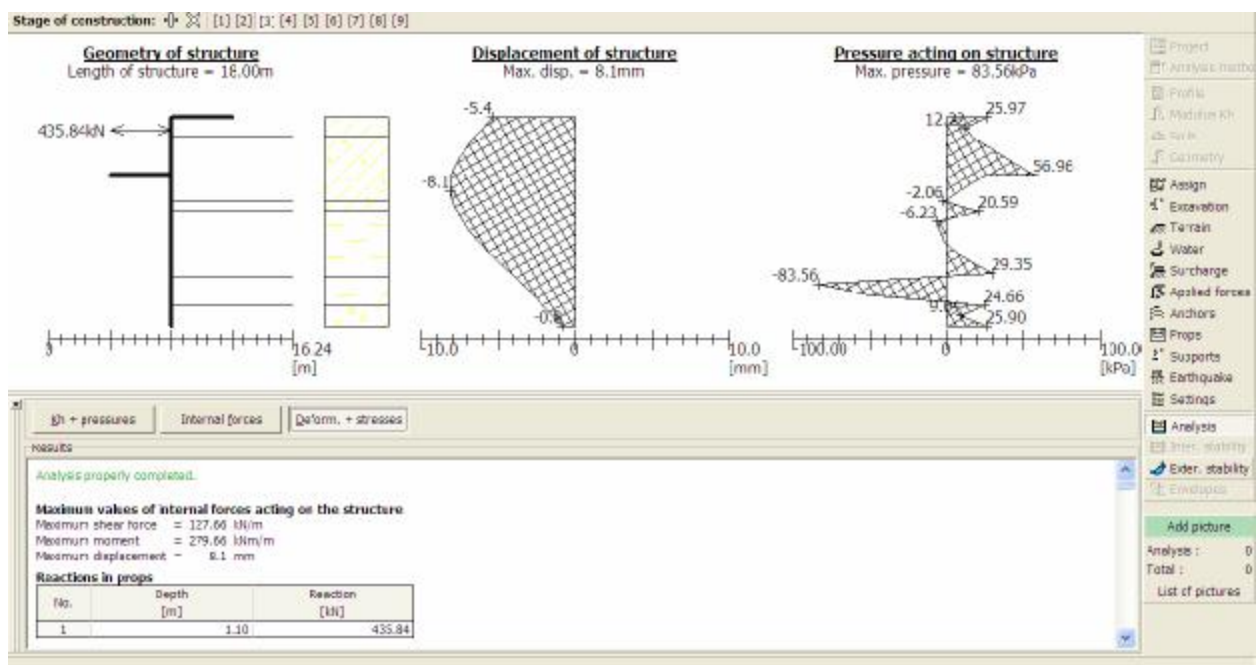 Stage of construction: [1] [2] [3] [4] [5] [6] [7] [8] [9]
Geometry of structure
Length of structure = 18.00m
435.84kN
16.24
[m]
Displacement of structure
Max. disp. = 8.1mm
-5.4
-8.1
-10.0
0
10.0
[mm]
Pressure acting on structure
Max. pressure = 83.56kPa
25.97
56.96
-2.06
20.59
-6.23
29.35
-83.56
24.66
25.90
-100.00
0
[kPa]
Project
Analysis
Profile
Modulus Kh
Geometry
Assign
Excavation
Terrain
Water
Surcharge
Applied forces
Anchors
Props
Supports
Earthquake
Settings
Analysis
Inter. stability
Exter. stability
Envelopes
Add picture
Analysis : 0
Total : 0
List of pictures
Kh + pressures
Internal forces
Deform. + stresses
Results
Analysis properly completed.
Maximum values of internal forces acting on the structure
Maximum shear force = 127.66 kN/m
Maximum moment = 279.66 kNm/m
Maximum displacement = 8.1 mm
Reactions in props
No.
Depth
[m]
Reaction
[kN]
1 1.10 435.84